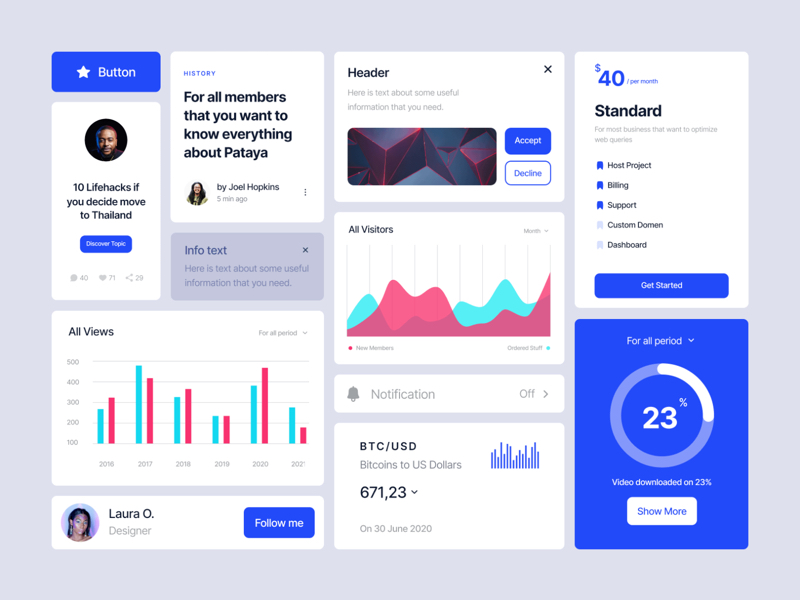 Button
10 Lifehacks if
you decide move
to Thailand
Discover Topic
40 71 29
HISTORY
For all members
that you want to
know everything
about Pataya
by Joel Hopkins
5 min ago
Info text
Here is text about some useful
information that you need.
Header
Here is text about some useful
information that you need.
Accept
Decline
All Visitors
Month
New Members
Ordered Stuff
$40 / per month
Standard
For most business that want to optimize
web queries
Host Project
Billing
Support
Custom Domen
Dashboard
Get Started
All Views
For all period
500
400
300
200
100
2016 2017 2018 2019 2020 2021
Laura O.
Designer
Follow me
Notification
Off
BTC/USD
Bitcoins to US Dollars
671,23
On 30 June 2020
For all period
23%
Video downloaded on 23%
Show More